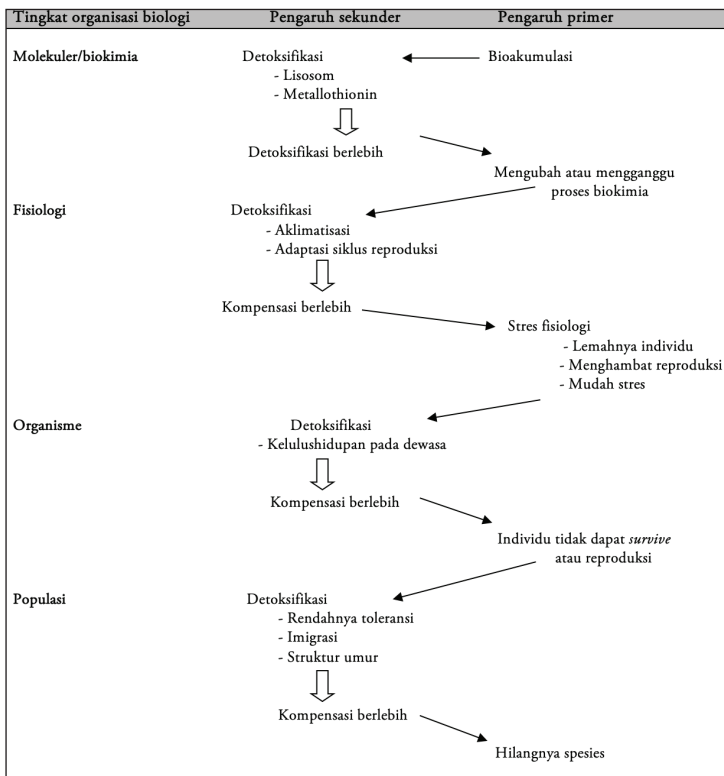 Tingkat organisasi biologi Pengaruh sekunder Pengaruh primer
Molekuler/biokimia Detoksifikasi Bioakumulasi
- Lisosom
- Metallothionin
Detoksifikasi berlebih
Mengubah atau mengganggu
proses biokimia
Fisiologi Detoksifikasi
- Aklimatisasi
- Adaptasi siklus reproduksi
Kompensasi berlebih
Stres fisiologi
- Lemahnya individu
- Menghambat reproduksi
- Mudah stres
Organisme Detoksifikasi
- Kelulushidupan pada dewasa
Kompensasi berlebih
Individu tidak dapat survive
atau reproduksi
Populasi Detoksifikasi
- Rendahnya toleransi
- Imigrasi
- Struktur umur
Kompensasi berlebih
Hilangnya spesies